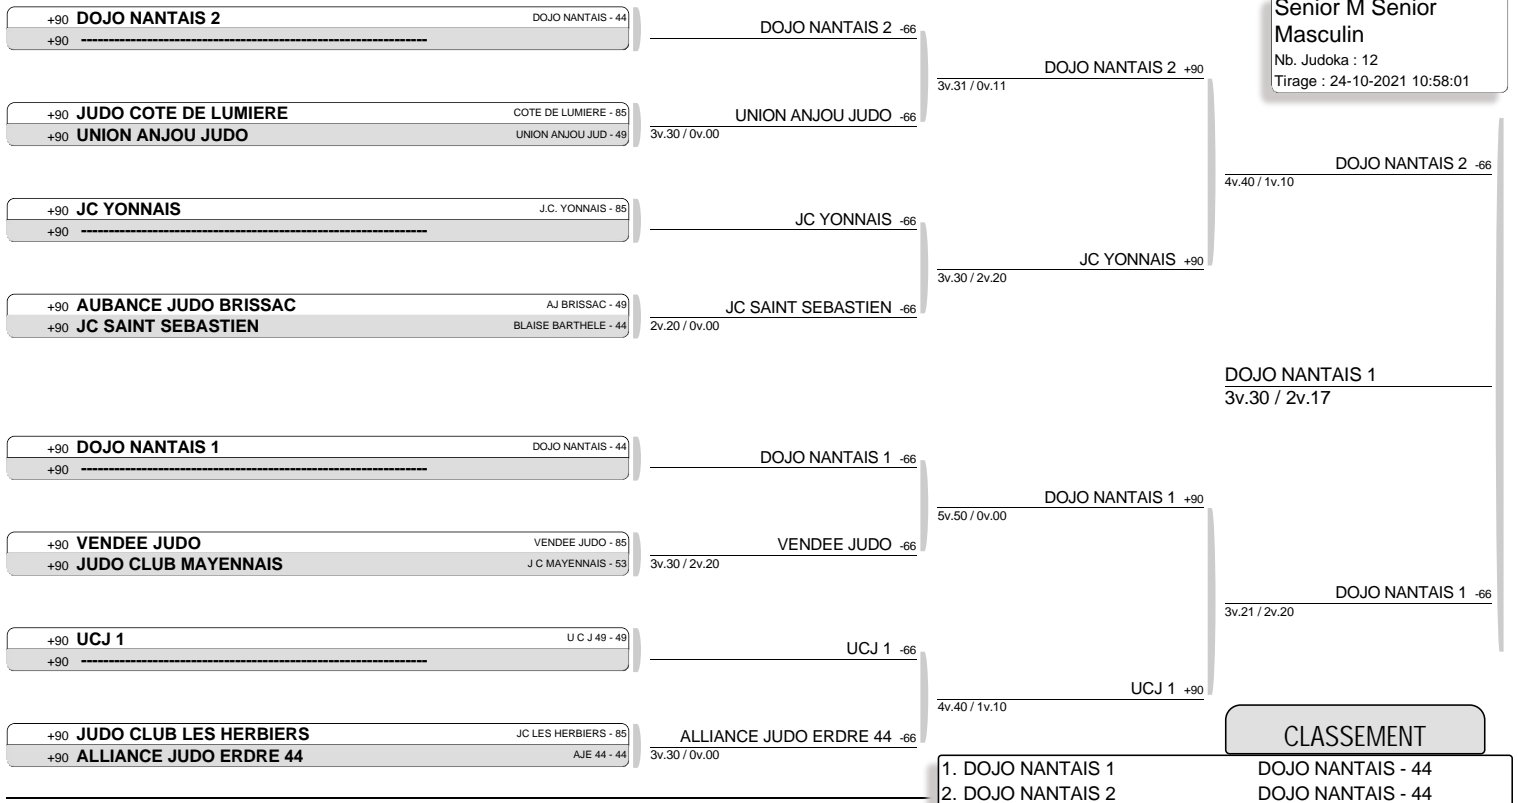 Senior M Senior
Masculin
Nb. Judoka : 12
Tirage : 24-10-2021 10:58:01
+90 DOJO NANTAIS 2 DOJO NANTAIS - 44
+90 ----------------------------------------------------------------
DOJO NANTAIS 2 -66
DOJO NANTAIS 2 +90
3v.31 / 0v.11
+90 JUDO COTE DE LUMIERE COTE DE LUMIERE - 85
+90 UNION ANJOU JUDO UNION ANJOU JUD - 49
UNION ANJOU JUDO -66
3v.30 / 0v.00
DOJO NANTAIS 2 -66
4v.40 / 1v.10
+90 JC YONNAIS J.C. YONNAIS - 85
+90 ----------------------------------------------------------------
JC YONNAIS -66
JC YONNAIS +90
3v.30 / 2v.20
+90 AUBANCE JUDO BRISSAC AJ BRISSAC - 49
+90 JC SAINT SEBASTIEN BLAISE BARTHELE - 44
JC SAINT SEBASTIEN -66
2v.20 / 0v.00
DOJO NANTAIS 1
3v.30 / 2v.17
+90 DOJO NANTAIS 1 DOJO NANTAIS - 44
+90 ----------------------------------------------------------------
DOJO NANTAIS 1 -66
DOJO NANTAIS 1 +90
5v.50 / 0v.00
+90 VENDEE JUDO VENDEE JUDO - 85
+90 JUDO CLUB MAYENNAIS J C MAYENNAIS - 53
VENDEE JUDO -66
3v.30 / 2v.20
DOJO NANTAIS 1 -66
3v.21 / 2v.20
+90 UCJ 1 U C J 49 - 49
+90 ----------------------------------------------------------------
UCJ 1 -66
UCJ 1 +90
4v.40 / 1v.10
+90 JUDO CLUB LES HERBIERS JC LES HERBIERS - 85
+90 ALLIANCE JUDO ERDRE 44 AJE 44 - 44
ALLIANCE JUDO ERDRE 44 -66
3v.30 / 0v.00
CLASSEMENT
1. DOJO NANTAIS 1 DOJO NANTAIS - 44
2. DOJO NANTAIS 2 DOJO NANTAIS - 44